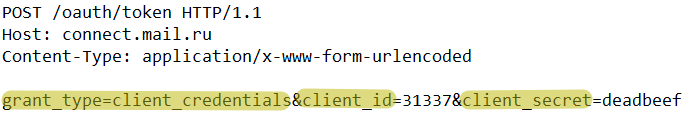 POST /oauth/token HTTP/1.1
Host: connect.mail.ru
Content-Type: application/x-www-form-urlencoded
grant_type=client_credentials&client_id=31337&client_secret=deadbeef